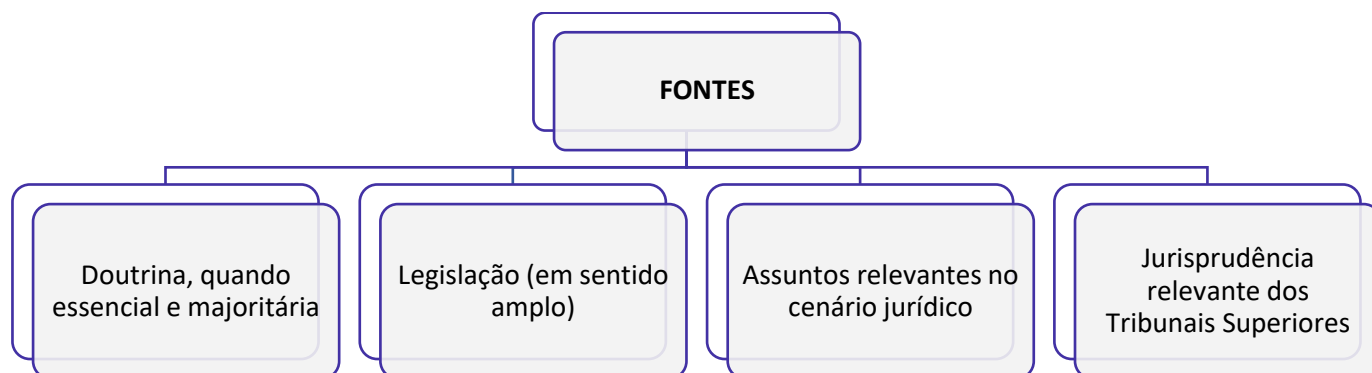 FONTES
Doutrina, quando
essencial e majoritária
Legislação (em sentido
amplo)
Assuntos relevantes no
cenário jurídico
Jurisprudência
relevante dos
Tribunais Superiores